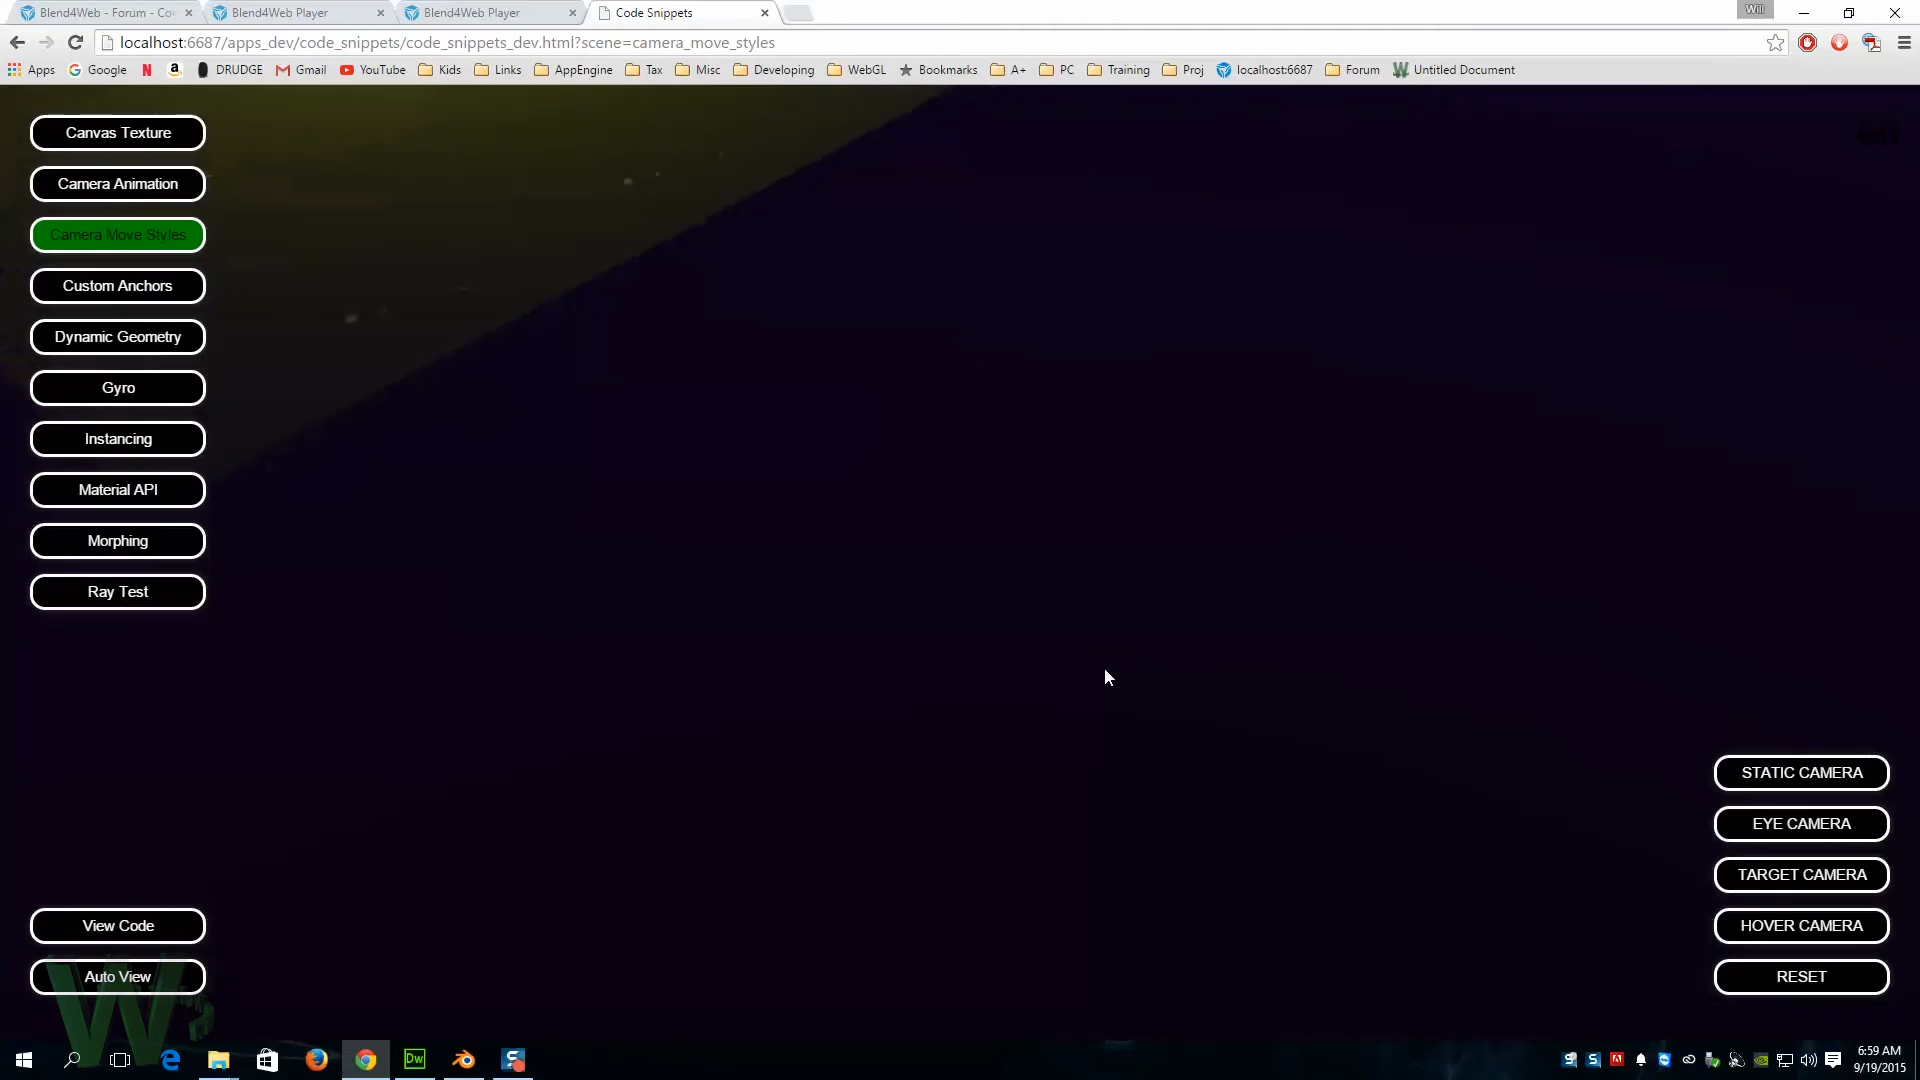 Blend4Web - Forum - Co
Blend4Web Player
Blend4Web Player
Code Snippets
Will
localhost:6687/apps_dev/code_snippets/code_snippets_dev.html?scene=camera_move_styles
Apps Google DRUDGE Gmail YouTube Kids Links AppEngine Tax Misc Developing WebGL Bookmarks A+ PC Training Proj localhost:6687 Forum Untitled Document
Canvas Texture
Camera Animation
Camera Move Styles
Custom Anchors
Dynamic Geometry
Gyro
Instancing
Material API
Morphing
Ray Test
STATIC CAMERA
EYE CAMERA
TARGET CAMERA
HOVER CAMERA
RESET
View Code
Auto View
Dw
6:59 AM
9/19/2015